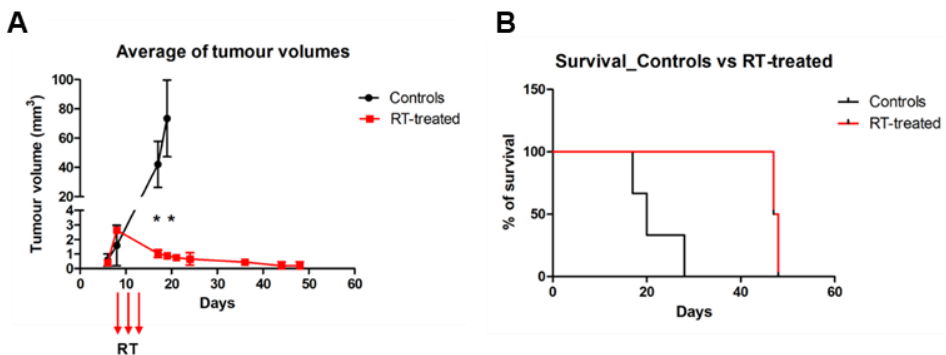 A
Average of tumour volumes
Tumour volume (mm³)
100
80
60
40
20
4
3
2
1
0
* *
0 10 20 30 40 50 60
Days
RT
Controls
RT-treated
B
Survival_Controls vs RT-treated
% of survival
150
100
50
0
0 20 40 60
Days
Controls
RT-treated